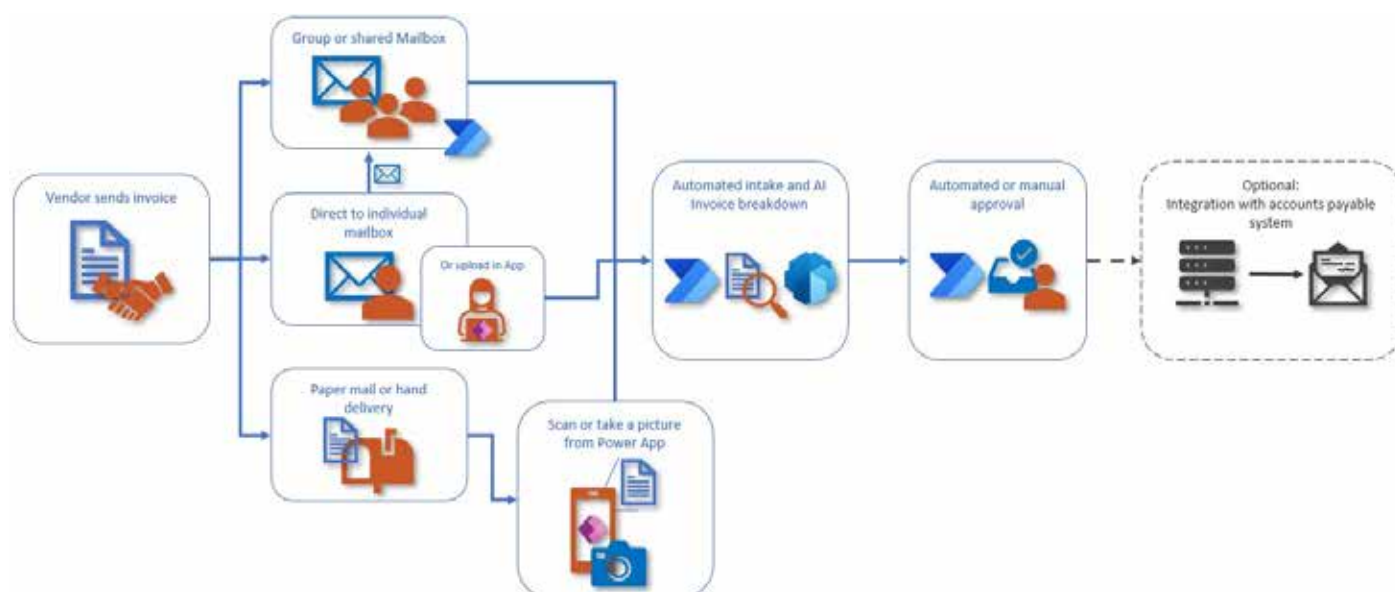 Group or shared Mailbox
Vendor sends invoice
Direct to individual
mailbox
Or upload in App
Paper mail or hand
delivery
Scan or take a picture
from Power App
Automated intake and AI
Invoice breakdown
Automated or manual
approval
Optional:
Integration with accounts payable
system